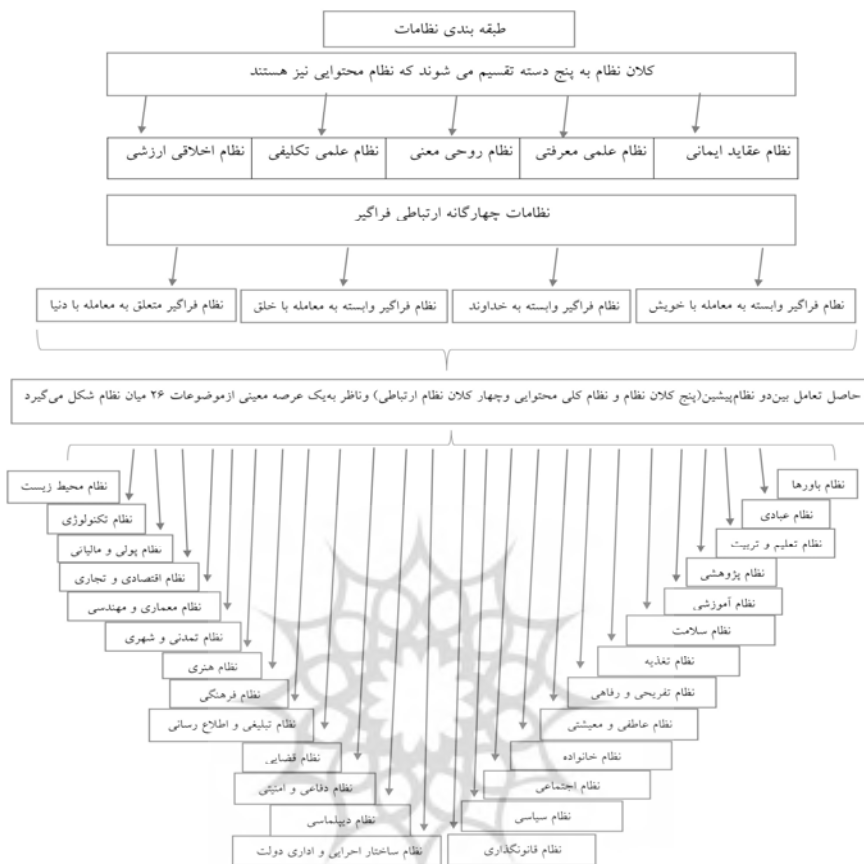 طبقه بندی نظامات
کلان نظام به پنج دسته تقسیم می شوند که نظام محتوایی نیز هستند
نظام عقاید ایمانی
نظام علمی معرفتی
نظام روحی معنی
نظام علمی تکلیفی
نظام اخلاقی ارزشی
نظامات چهارگانه ارتباطی فراگیر
نظام فراگیر وابسته به معامله با خویش
نظام فراگیر وابسته به خداوند
نظام فراگیر وابسته به معامله با خلق
نظام فراگیر متعلق به معامله با دنیا
حاصل تعامل بین‌دو نظام‌پیشین(پنج کلان نظام و نظام کلی محتوایی وچهار کلان نظام ارتباطی) وناظر به‌یک عرصه معینی ازموضوعات ۲۶ میان نظام شکل می‌گیرد
نظام باورها
نظام عبادی
نظام تعلیم و تربیت
نظام پژوهشی
نظام آموزشی
نظام سلامت
نظام تغذیه
نظام تفریحی و رفاهی
نظام عاطفی و معیشتی
نظام خانواده
نظام اجتماعی
نظام سیاسی
نظام قانونگذاری
نظام محیط زیست
نظام تکنولوژی
نظام پولی و مالیاتی
نظام اقتصادی و تجاری
نظام معماری و مهندسی
نظام تمدنی و شهری
نظام هنری
نظام فرهنگی
نظام تبلیغی و اطلاع رسانی
نظام قضایی
نظام دفاعی و امنیتی
نظام دیپلماسی
نظام ساختار اجرایی و اداری دولت